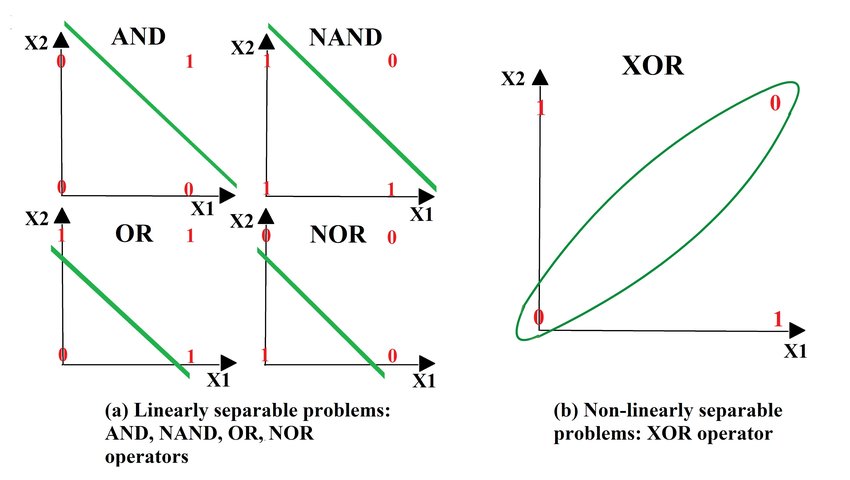 AND
X2
0
1
0
0
X1
NAND
X2
1
0
1
1
X1
OR
X2
1
1
0
1
X1
NOR
X2
0
0
1
0
X1
(a) Linearly separable problems:
AND, NAND, OR, NOR
operators
XOR
X2
1
0
0
1
X1
(b) Non-linearly separable
problems: XOR operator